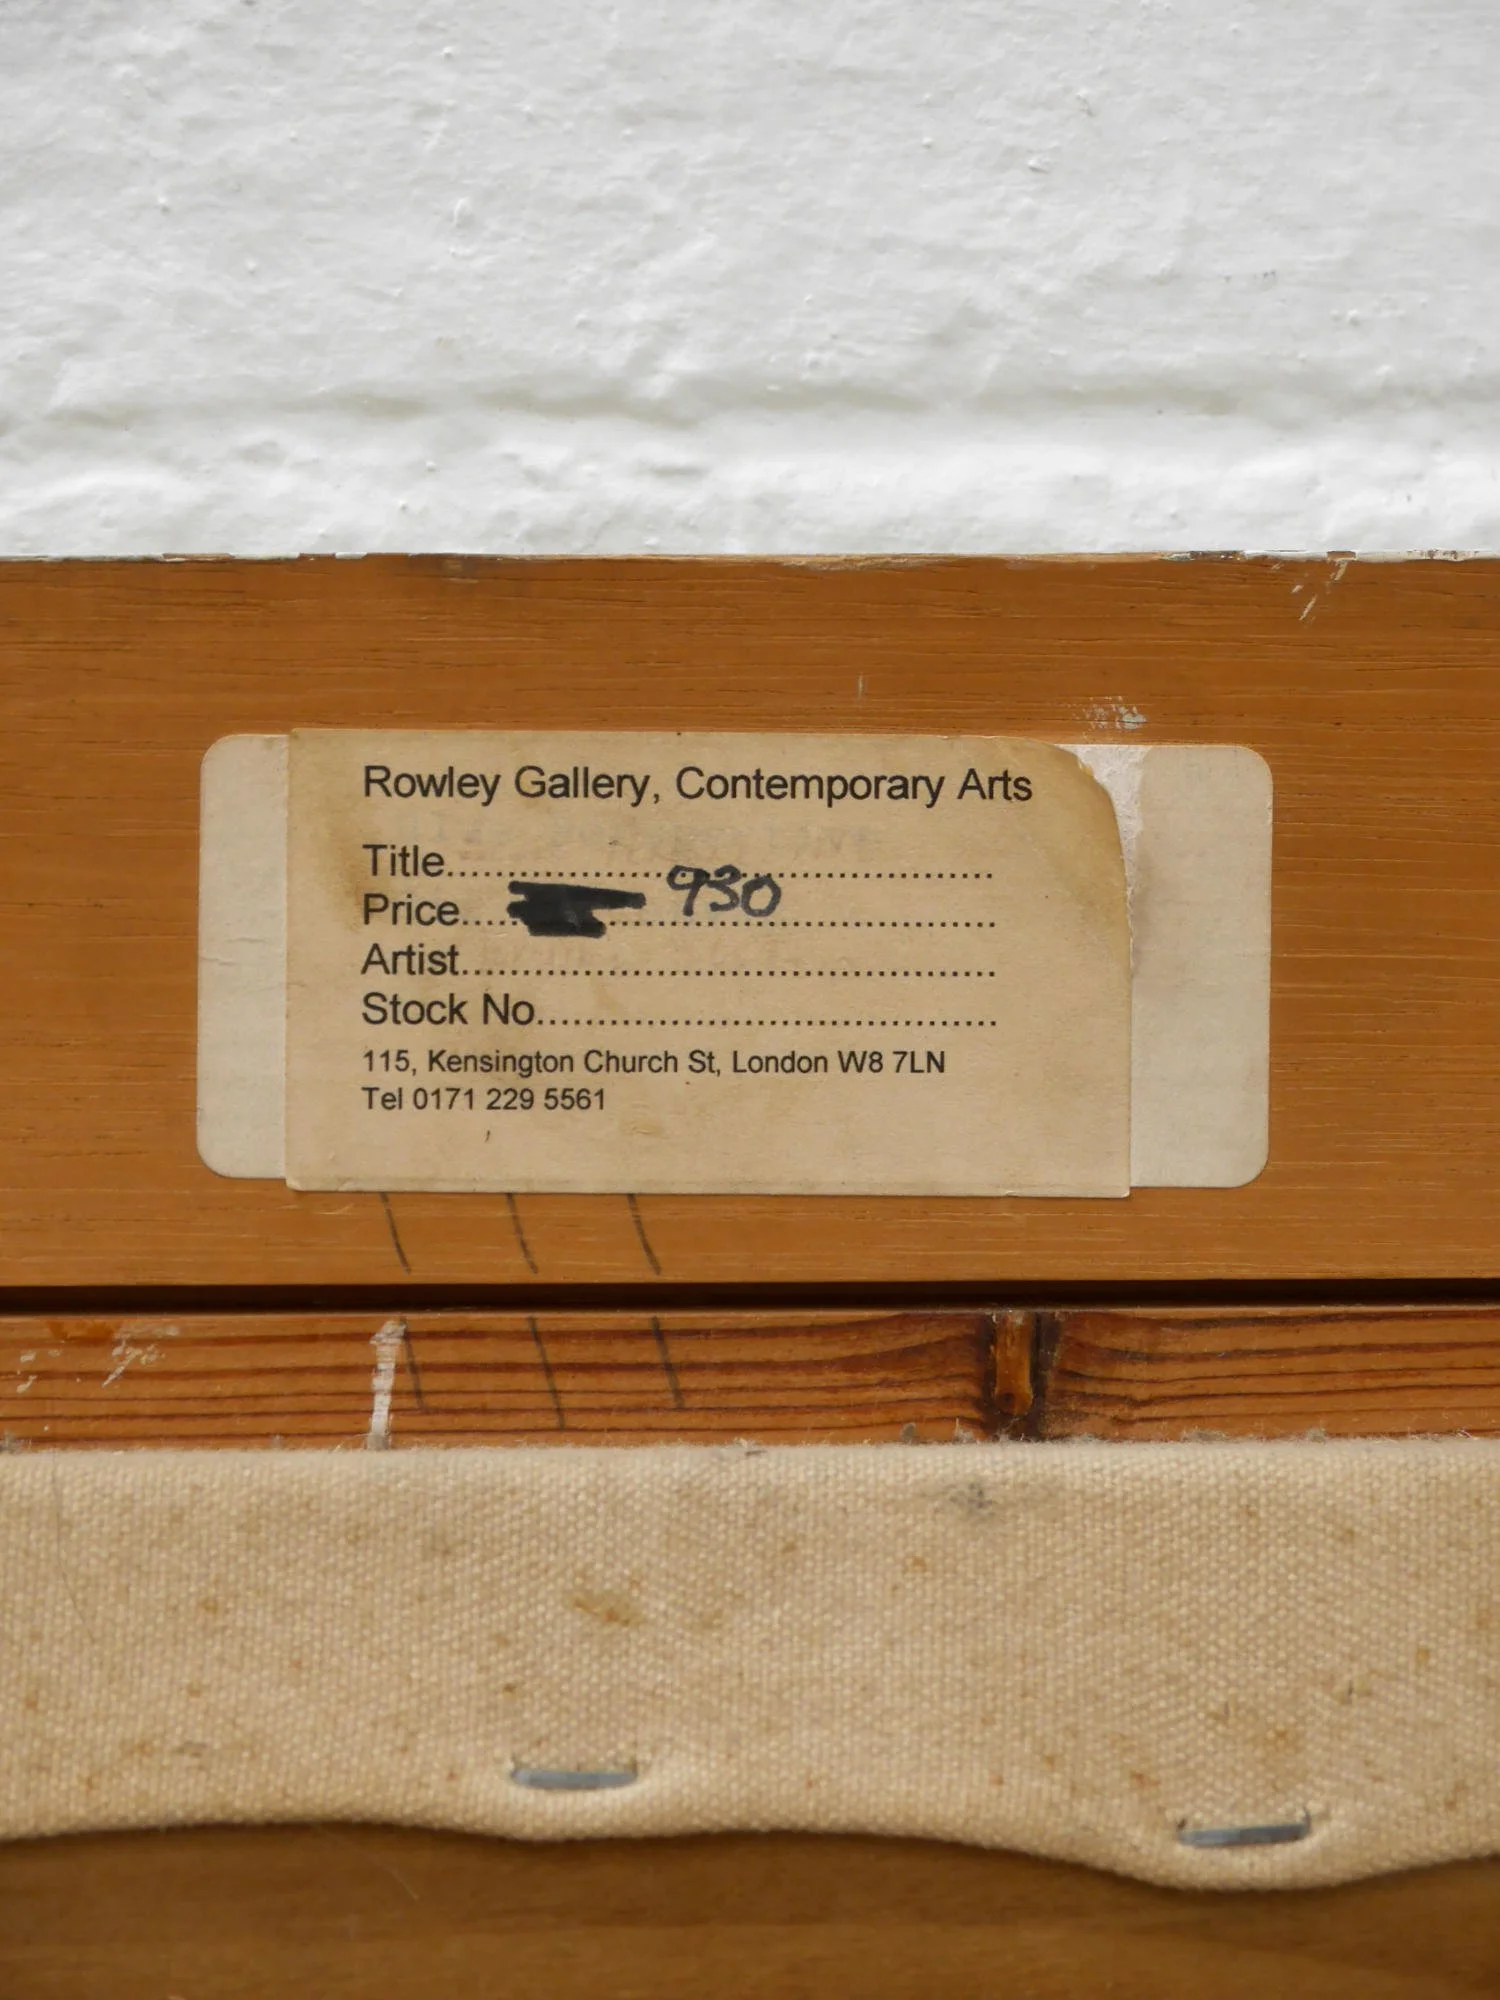 Rowley Gallery, Contemporary Arts
Title............................................
Price.... 930 ..................
Artist............................................
Stock No......................................
115, Kensington Church St, London W8 7LN
Tel 0171 229 5561